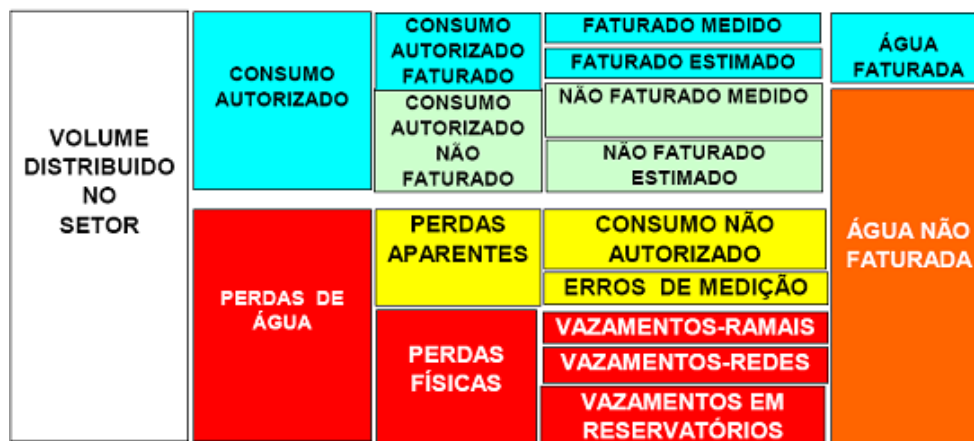 VOLUME
DISTRIBUIDO
NO
SETOR
CONSUMO
AUTORIZADO
PERDAS DE
ÁGUA
CONSUMO
AUTORIZADO
FATURADO
CONSUMO
AUTORIZADO
NÃO
FATURADO
PERDAS
APARENTES
PERDAS
FÍSICAS
FATURADO MEDIDO
FATURADO ESTIMADO
NÃO FATURADO MEDIDO
NÃO FATURADO
ESTIMADO
CONSUMO NÃO
AUTORIZADO
ERROS DE MEDIÇÃO
VAZAMENTOS-RAMAIS
VAZAMENTOS-REDES
VAZAMENTOS EM
RESERVATÓRIOS
ÁGUA
FATURADA
ÁGUA NÃO
FATURADA